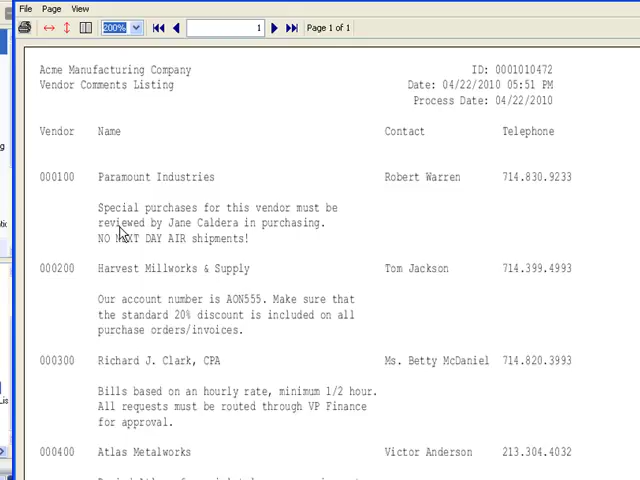 File Page View
200% 1 Page 1 of 1
Acme Manufacturing Company ID: 0001010472
Vendor Comments Listing Date: 04/22/2010 05:51 PM
Process Date: 04/22/2010
Vendor Name Contact Telephone
000100 Paramount Industries Robert Warren 714.830.9233
Special purchases for this vendor must be
reviewed by Jane Caldera in purchasing.
NO NEXT DAY AIR shipments!
000200 Harvest Millworks & Supply Tom Jackson 714.399.4993
Our account number is AON555. Make sure that
the standard 20% discount is included on all
purchase orders/invoices.
000300 Richard J. Clark, CPA Ms. Betty McDaniel 714.820.3993
Bills based on an hourly rate, minimum 1/2 hour.
All requests must be routed through VP Finance
for approval.
000400 Atlas Metalworks Victor Anderson 213.304.4032